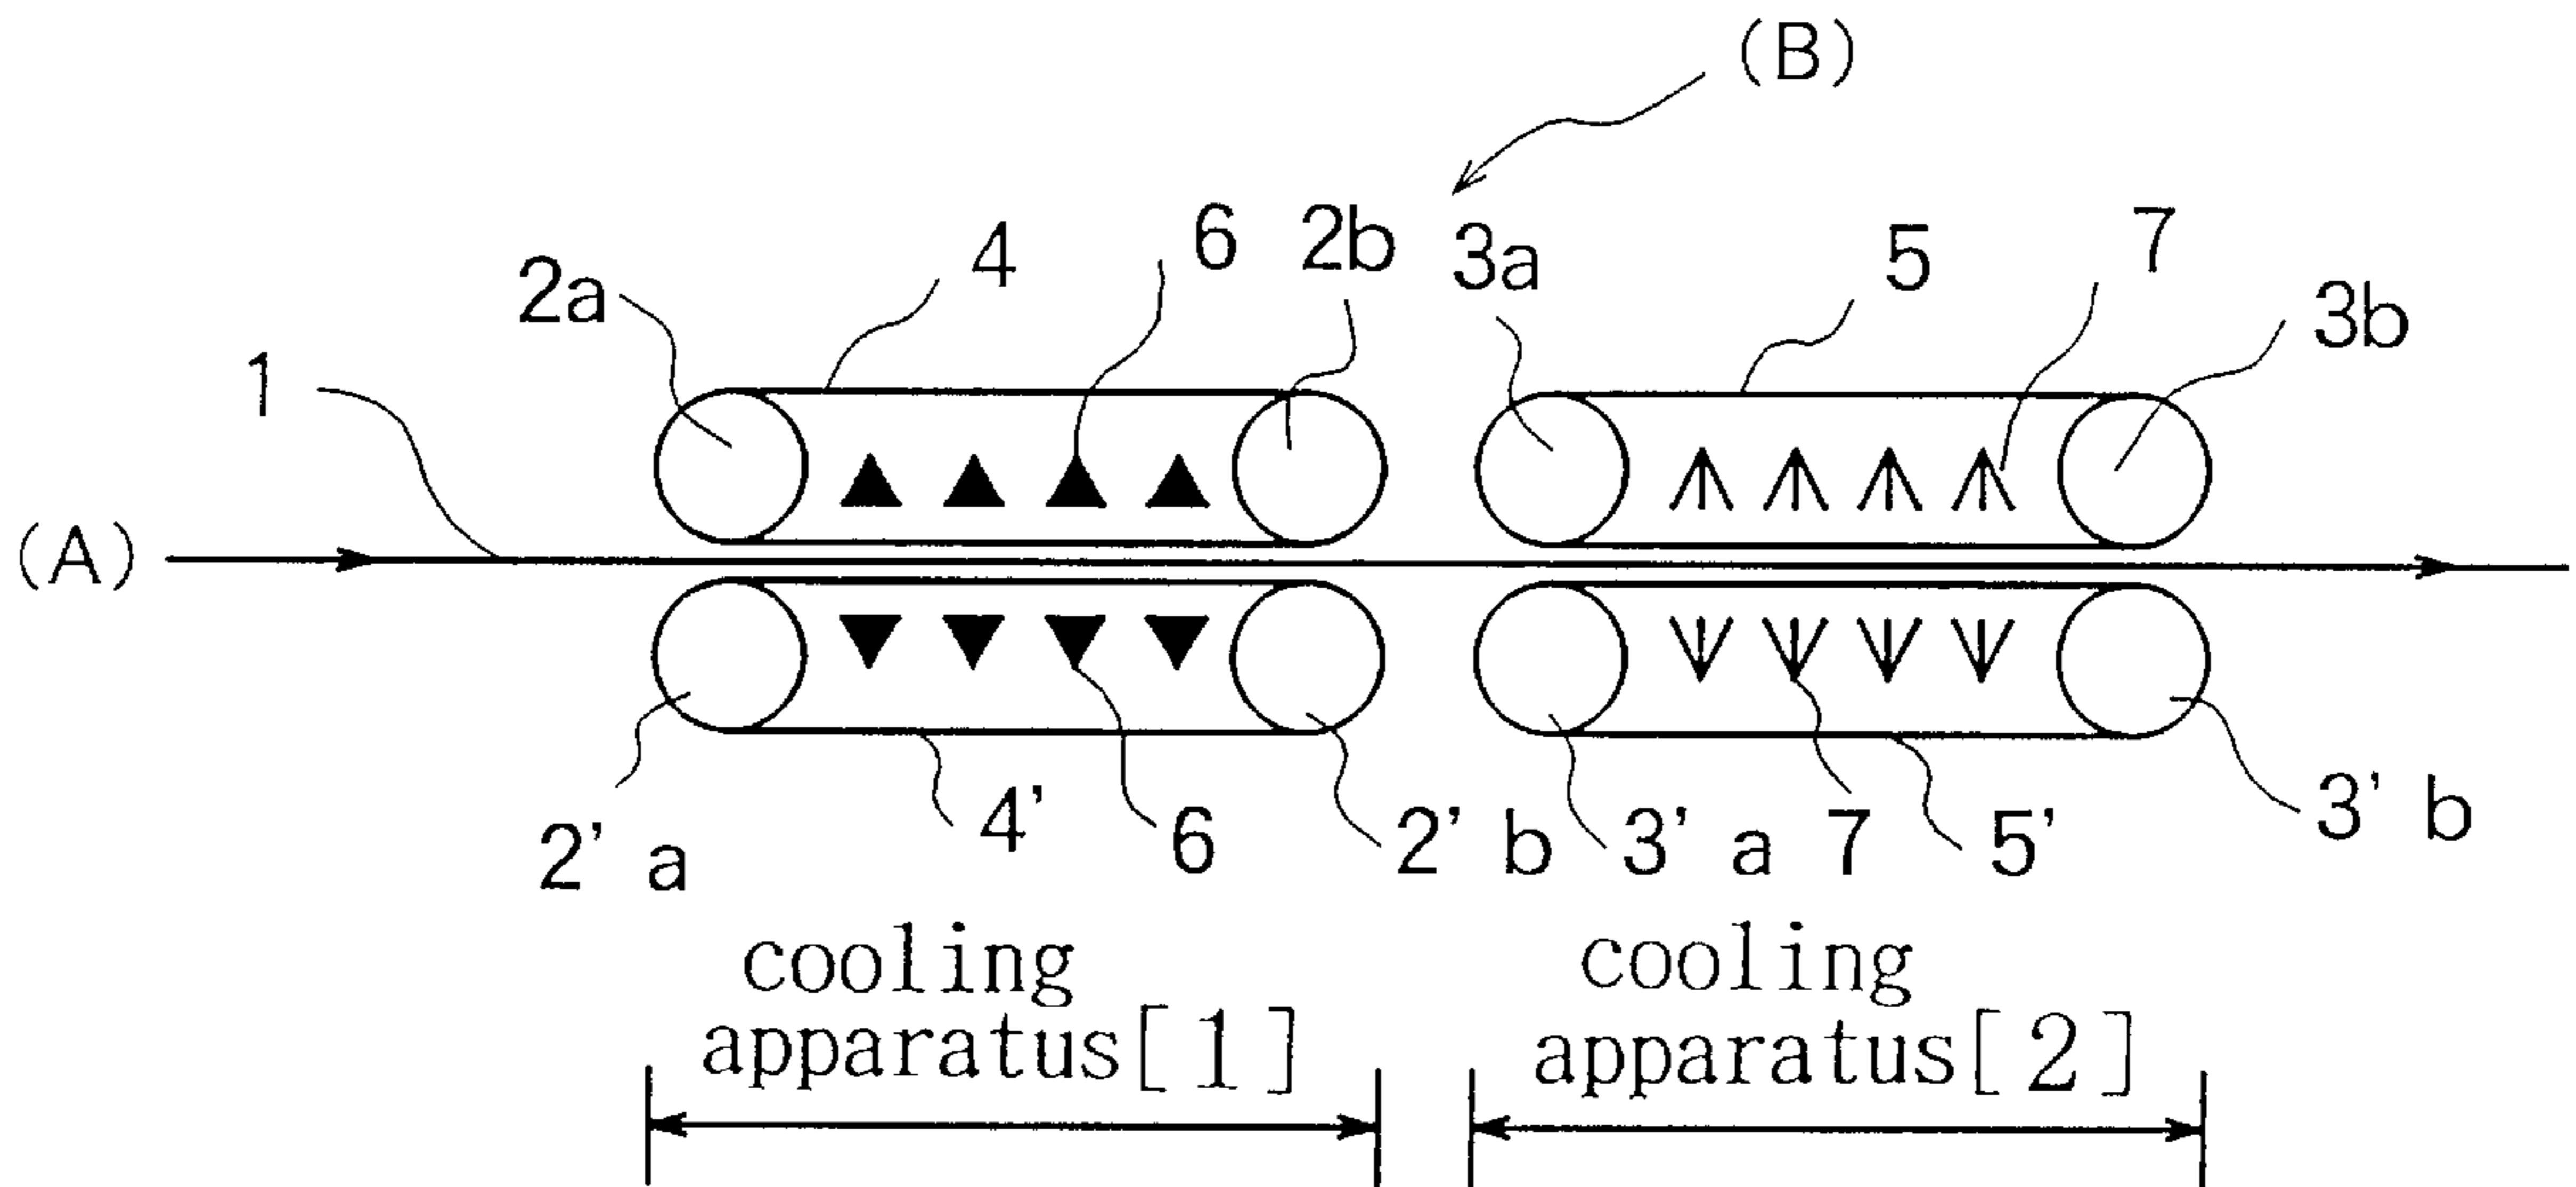 (B)
2a 4 6 2b 3a 5 7 3b
1
(A)
2' a 4' 6 2' b 3' a 7 5' 3' b
cooling apparatus[1]
cooling apparatus[2]